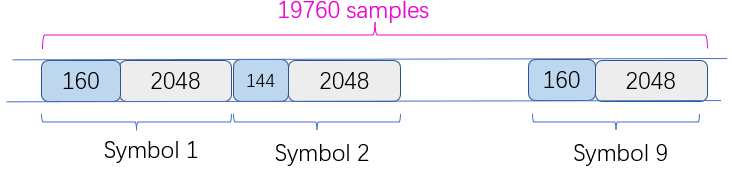 19760 samples
160 2048 144 2048 160 2048
Symbol 1 Symbol 2 Symbol 9